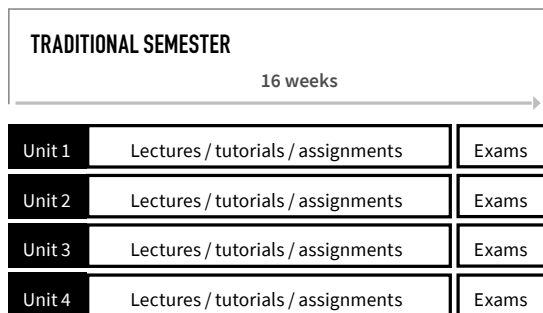 TRADITIONAL SEMESTER
16 weeks
Unit 1 Lectures / tutorials / assignments Exams
Unit 2 Lectures / tutorials / assignments Exams
Unit 3 Lectures / tutorials / assignments Exams
Unit 4 Lectures / tutorials / assignments Exams